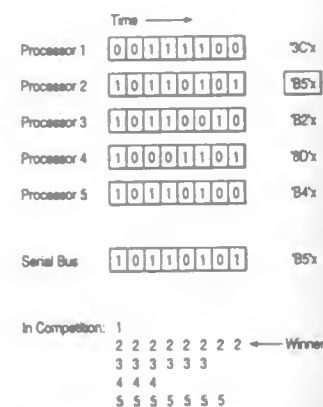 Time
Processor 1 0 0 1 1 1 1 0 0 '3C'x
Processor 2 1 0 1 1 0 1 0 1 'B5'x
Processor 3 1 0 1 1 0 0 1 0 'B2'x
Processor 4 1 0 0 0 1 1 0 1 '8D'x
Processor 5 1 0 1 1 0 1 0 0 'B4'x
Serial Bus 1 0 1 1 0 1 0 1 'B5'x
In Competition: 1
2 2 2 2 2 2 2 2 Winner
3 3 3 3 3 3
4 4 4
5 5 5 5 5 5 5